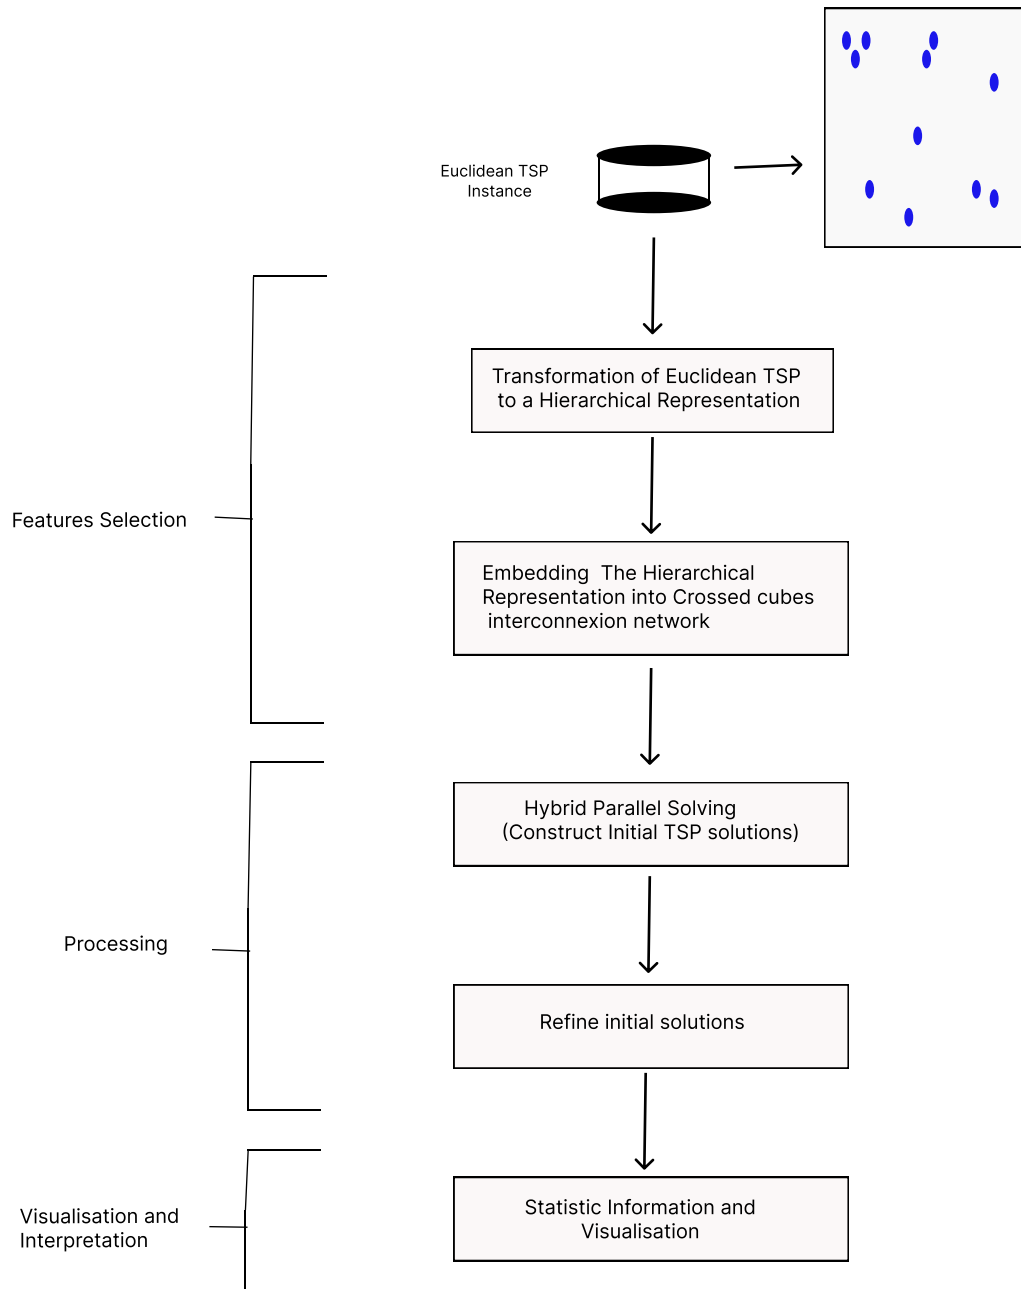 Euclidean TSP
Instance
Transformation of Euclidean TSP
to a Hierarchical Representation
Features Selection
Embedding The Hierarchical
Representation into Crossed cubes
interconnexion network
Hybrid Parallel Solving
(Construct Initial TSP solutions)
Processing
Refine initial solutions
Visualisation and
Interpretation
Statistic Information and
Visualisation